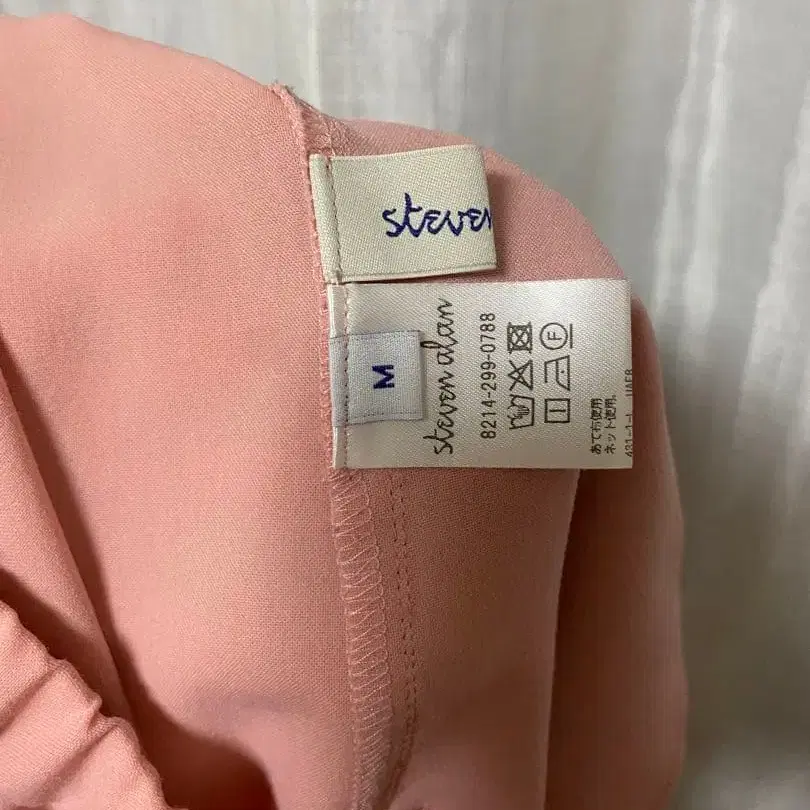 steven
M
steven alan
8214-299-0788
F
あて布使用
ネット使用。